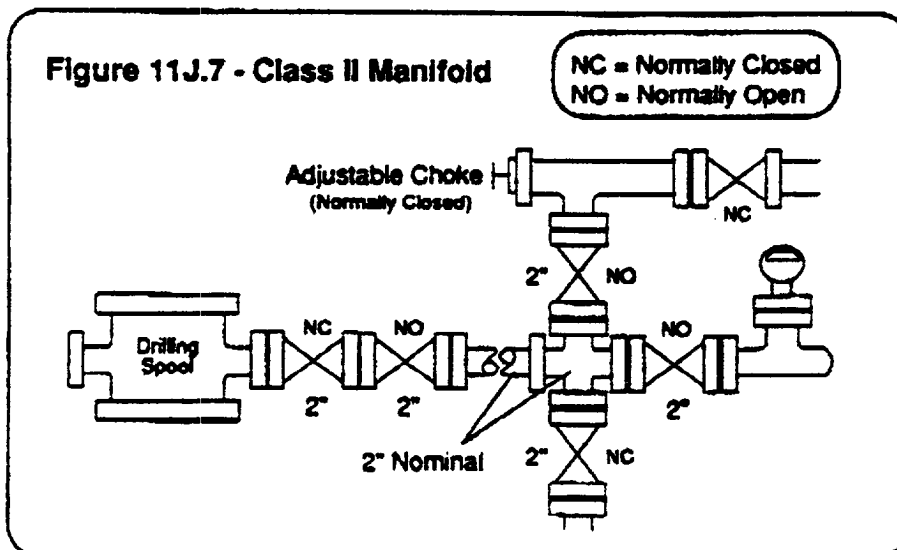 Figure 11J.7 - Class II Manifold
NC = Normally Closed
NO = Normally Open
Adjustable Choke
(Normally Closed)
NC
2" NO
Drilling
Spool
NC NO
2" 2"
NO
2"
2" Nominal
2" NC